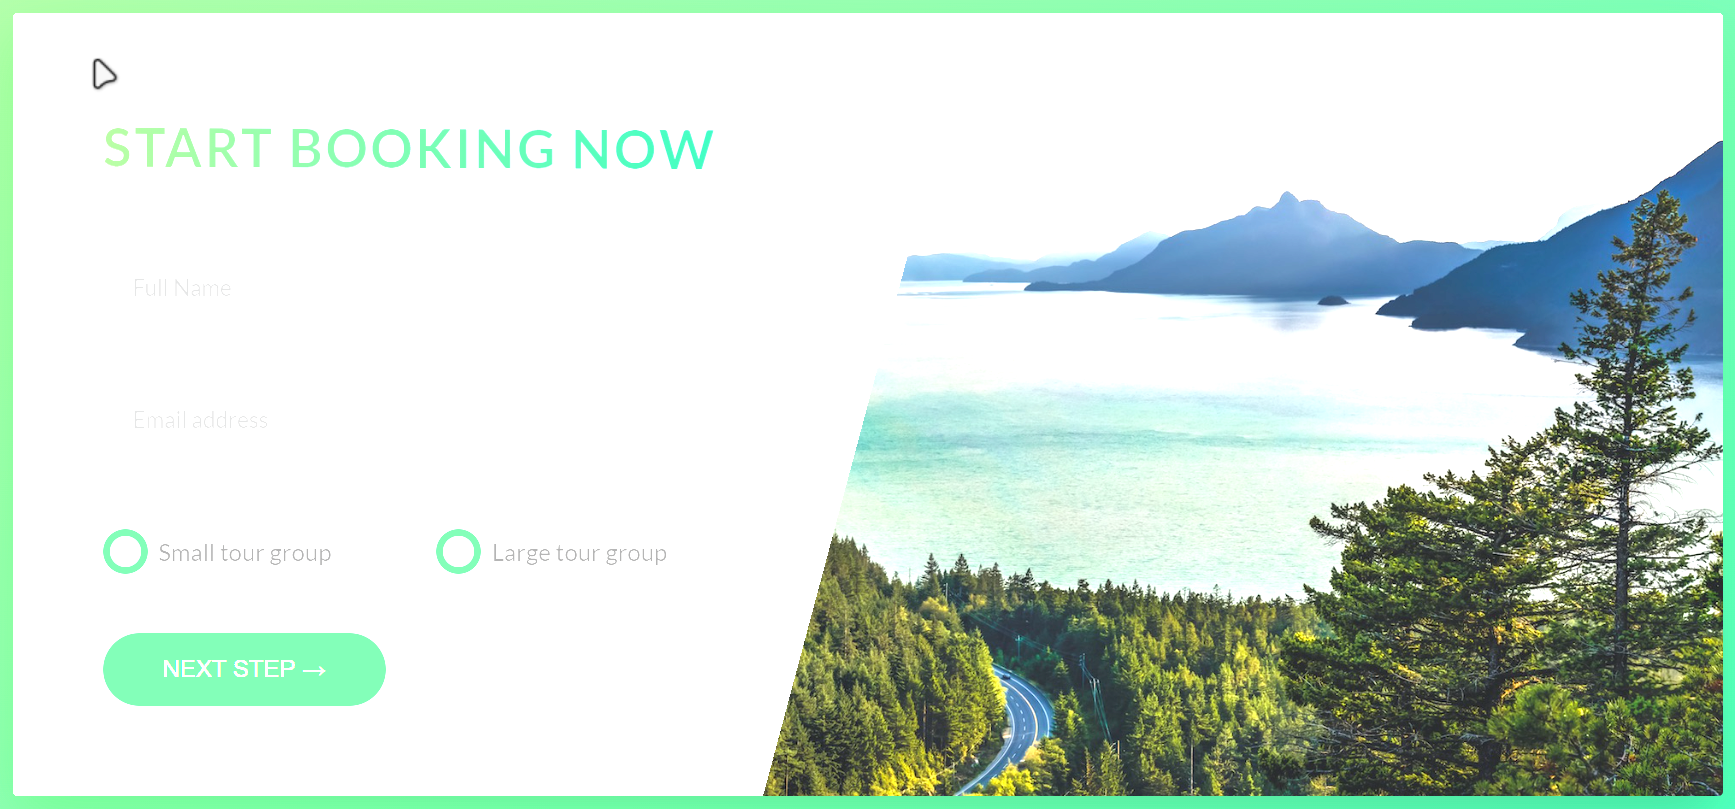 START BOOKING NOW
Full Name
Email address
Small tour group
Large tour group
NEXT STEP →